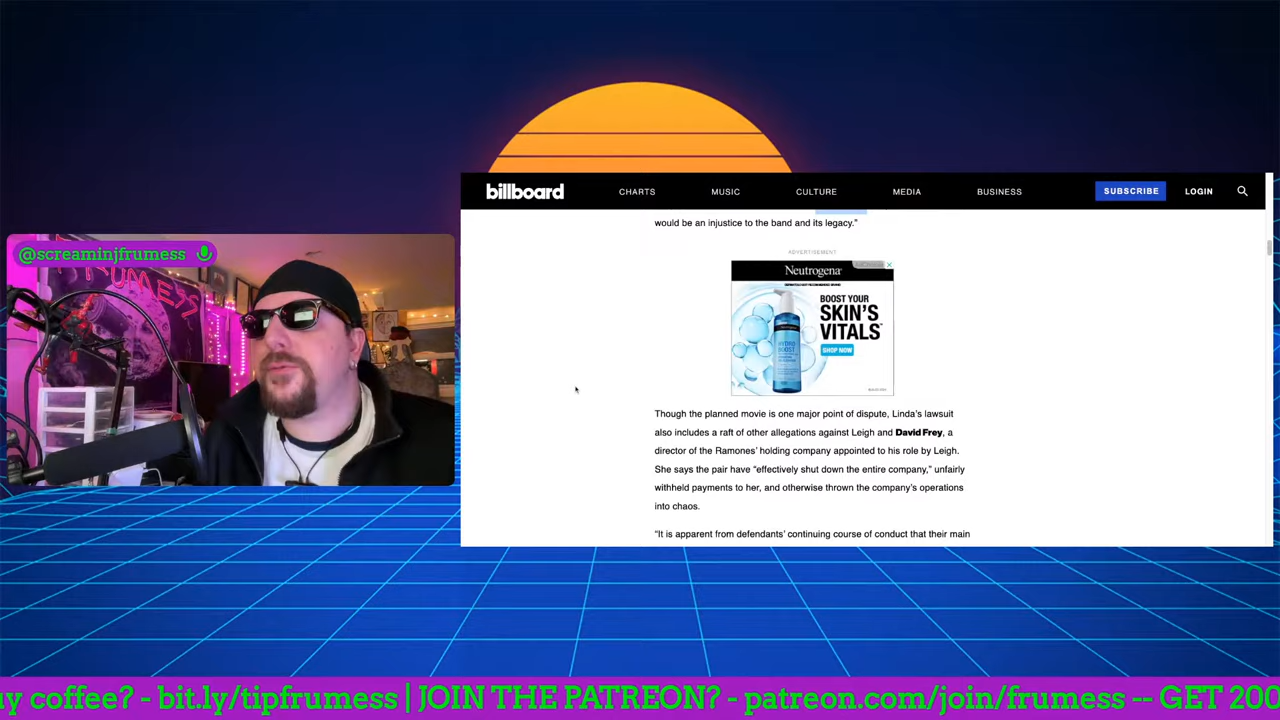 @screaminjfrumess
FRUMESS
billboard
CHARTS
MUSIC
CULTURE
MEDIA
BUSINESS
SUBSCRIBE
LOGIN
would be an injustice to the band and its legacy.”
ADVERTISEMENT
Neutrogena
BOOST YOUR
SKIN'S
VITALS
SHOP NOW
HYDRO
BOOST
Though the planned movie is one major point of dispute, Linda’s lawsuit
also includes a raft of other allegations against Leigh and David Frey, a
director of the Ramones’ holding company appointed to his role by Leigh.
She says the pair have “effectively shut down the entire company,” unfairly
withheld payments to her, and otherwise thrown the company’s operations
into chaos.
“It is apparent from defendants’ continuing course of conduct that their main
uy coffee? - bit.ly/tipfrumess | JOIN THE PATREON? - patreon.com/join/frumess -- GET 200